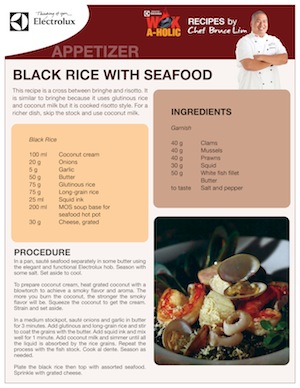 Thinking of you
Electrolux
Electrolux
WOK
A-HOLIC
RECIPES by
Chef Bruce Lim
APPETIZER
BLACK RICE WITH SEAFOOD
This recipe is a cross between bringhe and risotto. It
is similar to bringhe because it uses glutinous rice
and coconut milk but it is cooked risotto style. For a
richer dish, skip the stock and use coconut milk.
Black Rice
100 ml Coconut cream
20 g Onions
5 g Garlic
50 g Butter
75 g Glutinous rice
75 g Long-grain rice
25 ml Squid ink
200 ml MOS soup base for
seafood hot pot
30 g Cheese, grated
INGREDIENTS
Garnish
40 g Clams
40 g Mussels
40 g Prawns
30 g Squid
50 g White fish fillet
Butter
to taste Salt and pepper
PROCEDURE
In a pan, sauté seafood separately in some butter using
the elegant and functional Electrolux hob. Season with
some salt. Set aside to cool.
To prepare coconut cream, heat grated coconut with a
blowtorch to achieve a smoky flavor and aroma. The
more you burn the coconut, the stronger the smoky
flavor will be. Squeeze the coconut to get the cream.
Strain and set aside.
In a medium stockpot, sauté onions and garlic in butter
for 3 minutes. Add glutinous and long-grain rice and stir
to coat the grains with the butter. Add squid ink and mix
well for 1 minute. Add coconut milk and simmer until all
the liquid is absorbed by the rice grains. Repeat the
process with the fish stock. Cook al dente. Season as
needed.
Plate the black rice then top with assorted seafood.
Sprinkle with grated cheese.